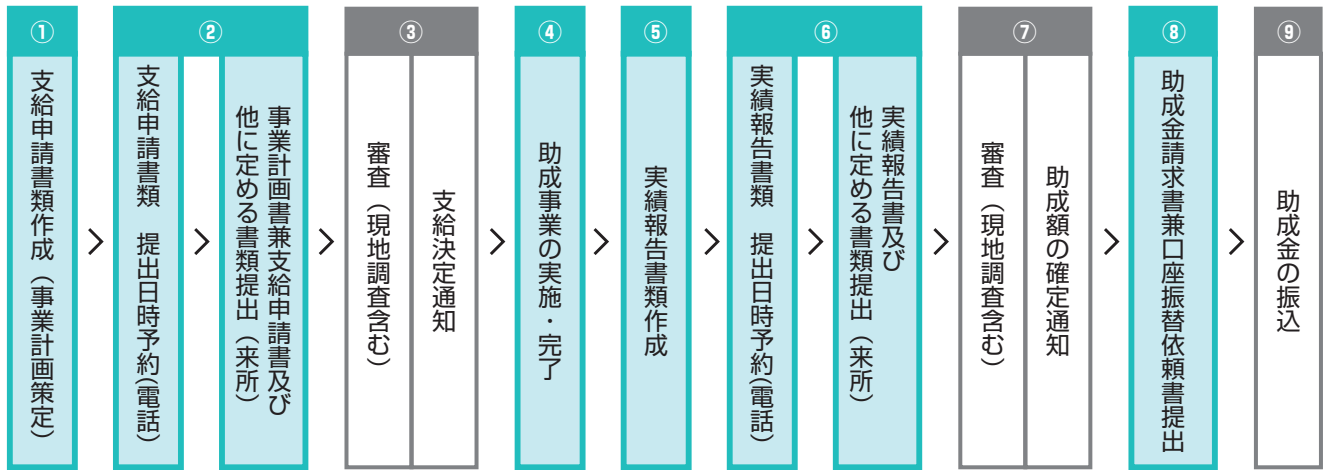 ①
支給申請書類作成（事業計画策定）
②
支給申請書類　提出日時予約(電話)
事業計画書兼支給申請書及び
他に定める書類提出（来所）
③
審査（現地調査含む）
支給決定通知
④
助成事業の実施・完了
⑤
実績報告書類作成
⑥
実績報告書類　提出日時予約(電話)
実績報告書及び
他に定める書類提出（来所）
⑦
審査（現地調査含む）
助成額の確定通知
⑧
助成金請求書兼口座振替依頼書提出
⑨
助成金の振込